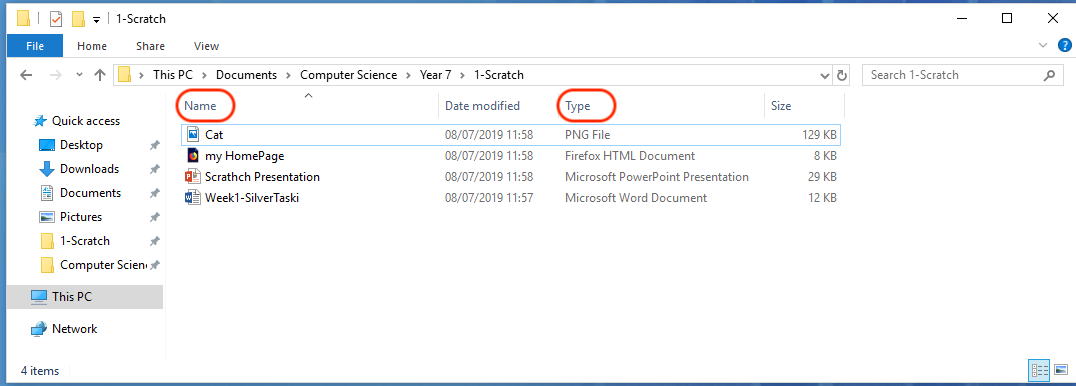 1-Scratch
File Home Share View
This PC Documents Computer Science Year 7 1-Scratch Search 1-Scratch
Name Date modified Type Size
Quick access
Desktop
Downloads
Documents
Pictures
1-Scratch
Computer Scien
This PC
Network
Cat 08/07/2019 11:58 PNG File 129 KB
my HomePage 08/07/2019 11:58 Firefox HTML Document 8 KB
Scrathch Presentation 08/07/2019 11:58 Microsoft PowerPoint Presentation 29 KB
Week1-SilverTaski 08/07/2019 11:57 Microsoft Word Document 12 KB
4 items